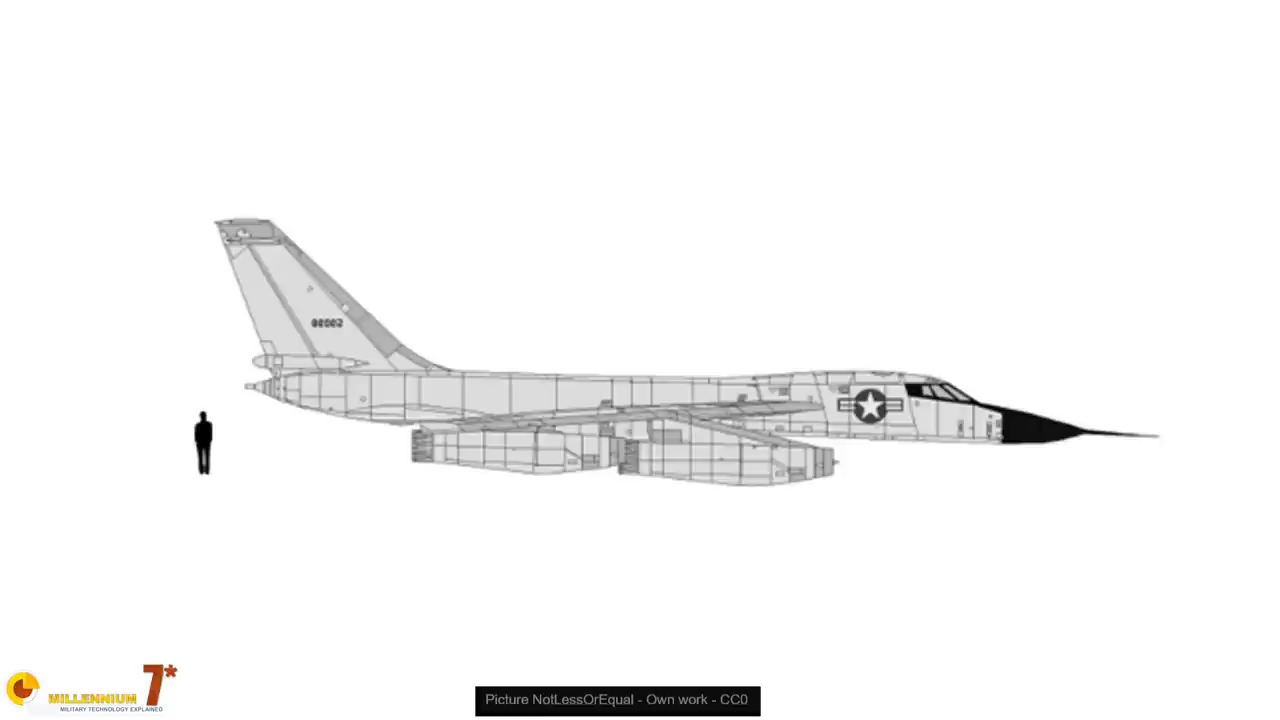 MILLENNIUM 7*
MILITARY TECHNOLOGY EXPLAINED
Picture NotLessOrEqual - Own work - CC0